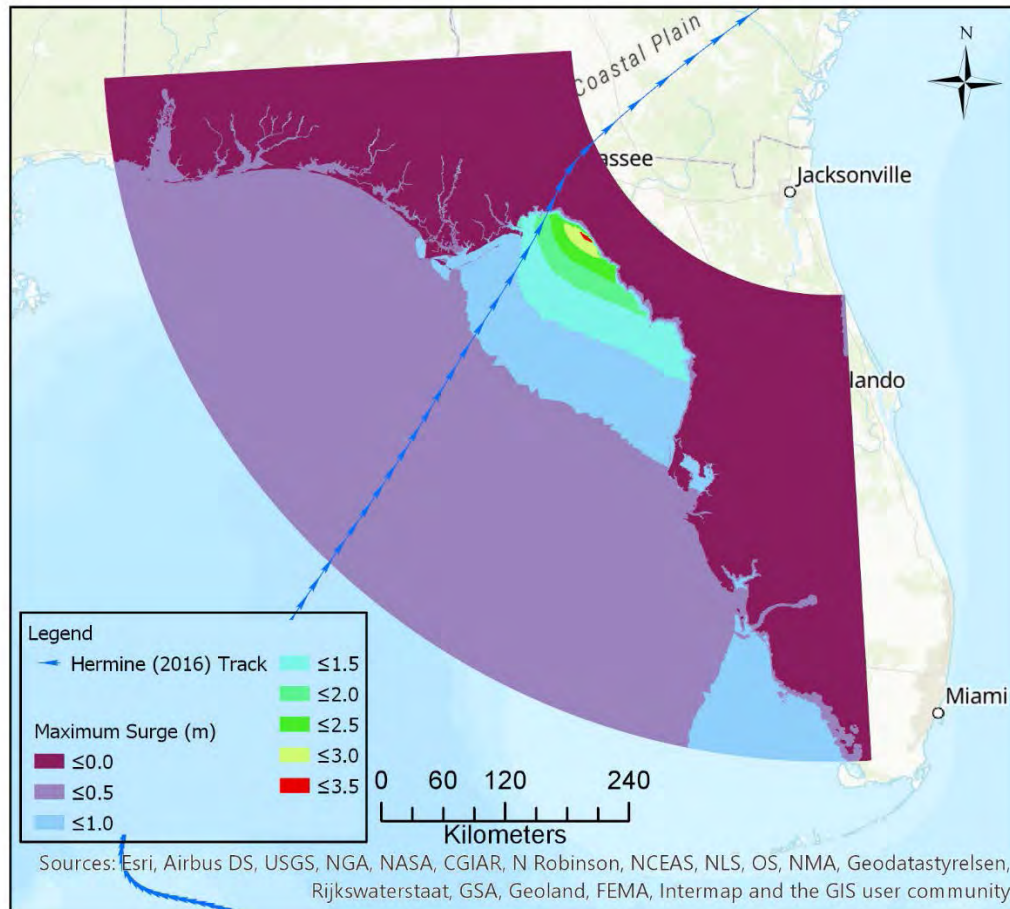 N
Coastal Plain
assee
Jacksonville
lando
Miami
Legend
Hermine (2016) Track
Maximum Surge (m)
≤0.0
≤0.5
≤1.0
≤1.5
≤2.0
≤2.5
≤3.0
≤3.5
0 60 120 240
Kilometers
Sources: Esri, Airbus DS, USGS, NGA, NASA, CGIAR, N Robinson, NCEAS, NLS, OS, NMA, Geodatastyrelsen,
Rijkswaterstaat, GSA, Geoland, FEMA, Intermap and the GIS user community